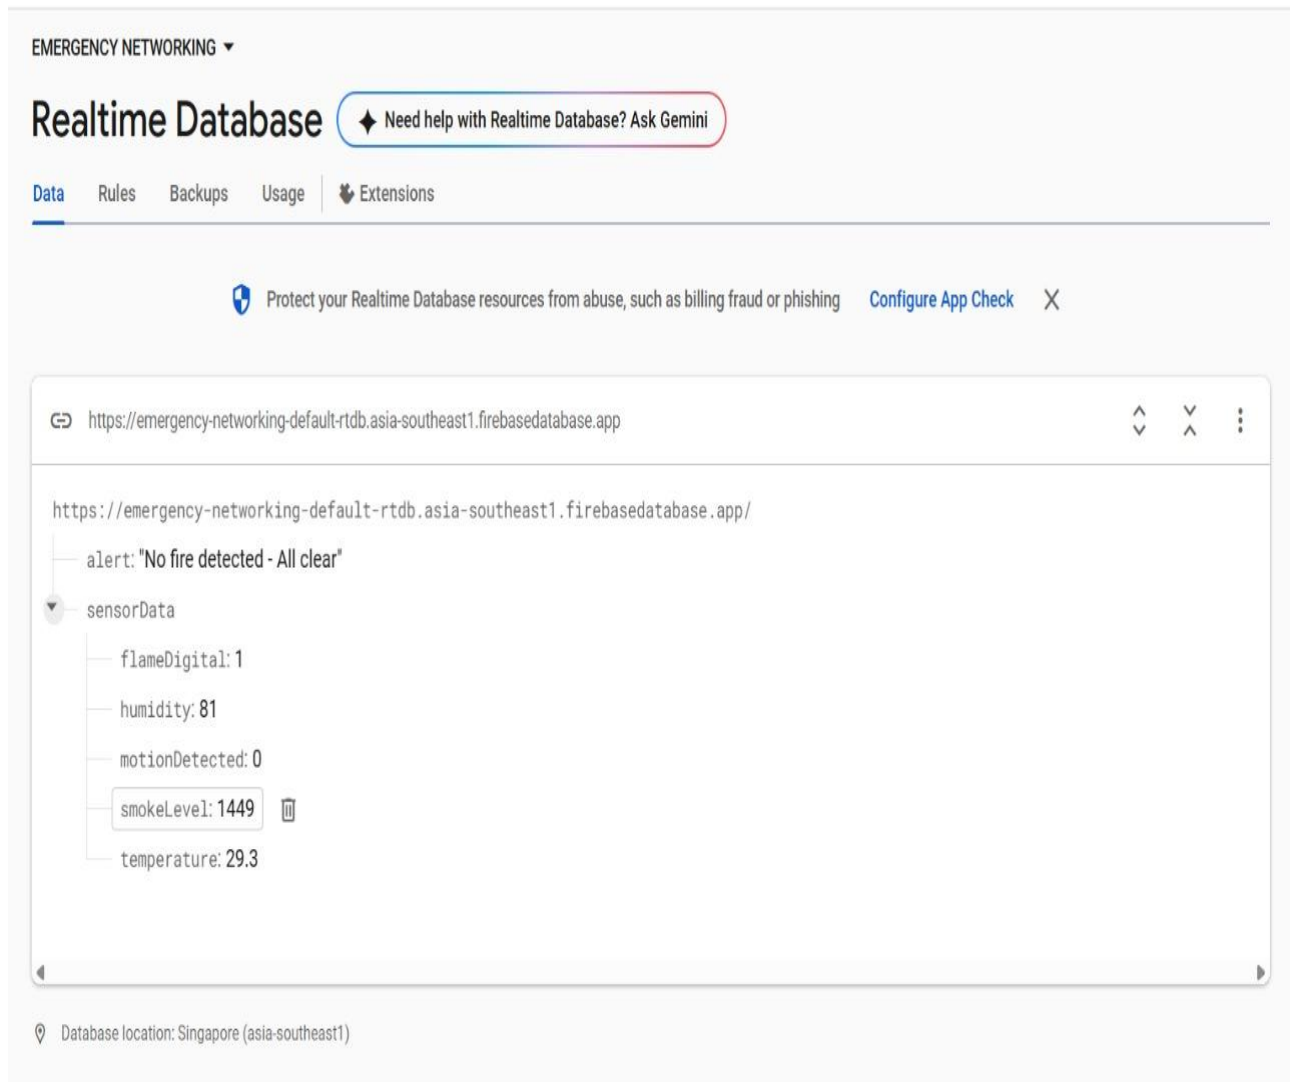 EMERGENCY NETWORKING
Realtime Database Need help with Realtime Database? Ask Gemini
Data Rules Backups Usage Extensions
Protect your Realtime Database resources from abuse, such as billing fraud or phishing Configure App Check
https://emergency-networking-default-rtdb.asia-southeast1.firebasedatabase.app
https://emergency-networking-default-rtdb.asia-southeast1.firebasedatabase.app/
alert: "No fire detected - All clear"
sensorData
flameDigital: 1
humidity: 81
motionDetected: 0
smokeLevel: 1449
temperature: 29.3
Database location: Singapore (asia-southeast1)